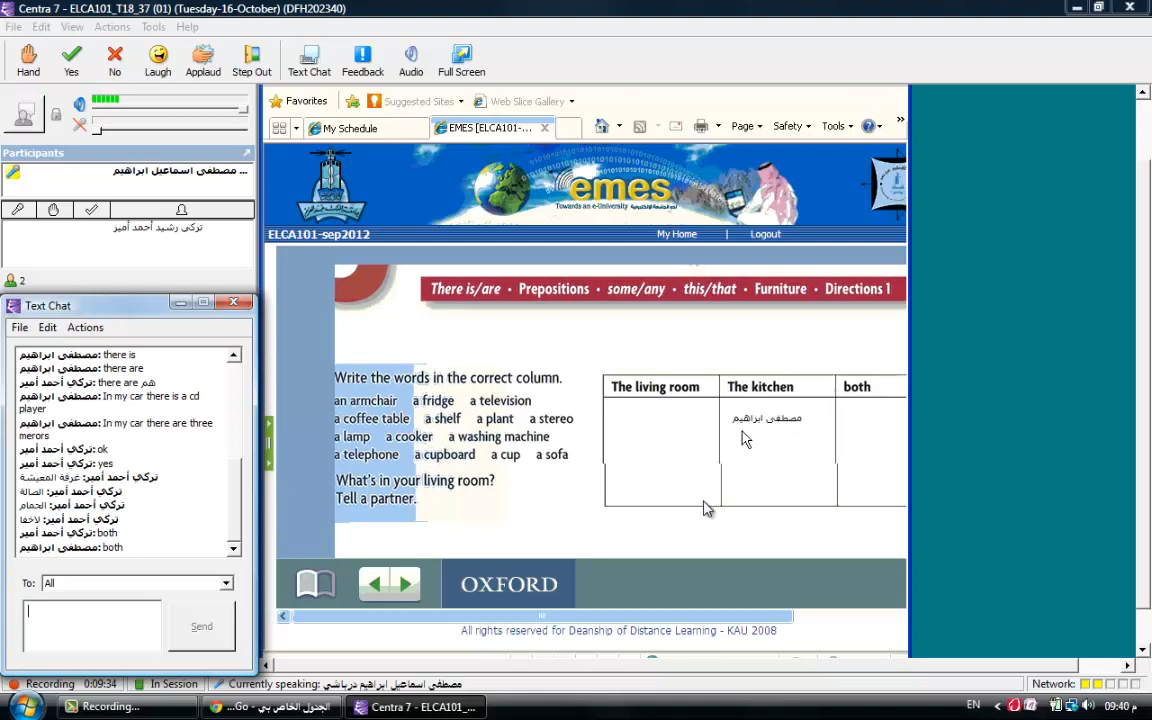 Centra 7 - ELCA101_T18_37 (01) (Tuesday-16-October) (DFH202340)
File Edit View Actions Tools Help
Hand Yes No Laugh Applaud Step Out Text Chat Feedback Audio Full Screen
Favorites Suggested Sites Web Slice Gallery
My Schedule EMES [ELCA101-... Page Safety Tools
Participants
مصطفى اسماعيل ابراهيم ...
تركي رشيد أحمد أمير
2
emes
Towards an e-University
ELCA101-sep2012 My Home | Logout
There is/are • Prepositions • some/any • this/that • Furniture • Directions 1
Text Chat
File Edit Actions
مصطفى ابراهيم: there is
مصطفى ابراهيم: there are
تركي أحمد أمير: there are هم
مصطفى ابراهيم: In my car there is a cd
player
مصطفى ابراهيم: In my car there are three
merors
تركي أحمد أمير: ok
تركي أحمد أمير: yes
تركي أحمد أمير: غرفة المعيشة
تركي أحمد أمير: الصالة
تركي أحمد أمير: الحمام
تركي أحمد أمير: لاخفا
تركي أحمد أمير: both
مصطفى ابراهيم: both
To: All
Send
Write the words in the correct column.
an armchair a fridge a television
a coffee table a shelf a plant a stereo
a lamp a cooker a washing machine
a telephone a cupboard a cup a sofa
What's in your living room?
Tell a partner.
The living room The kitchen both
مصطفى ابراهيم
OXFORD
All rights reserved for Deanship of Distance Learning - KAU 2008
Recording 0:09:34 In Session Currently speaking: مصطفى اسماعيل ابراهيم درباشي Network:
Recording... الجدول الخاص بي - Go... Centra 7 - ELCA101_... EN 09:40 م